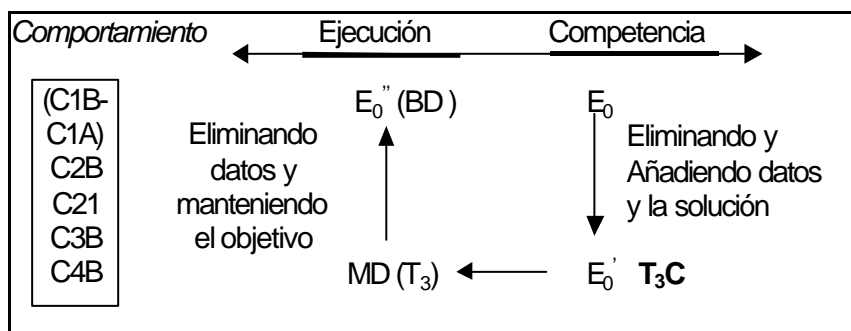 Comportamiento Ejecución Competencia
(C1B-
C1A)
C2B
C21
C3B
C4B
Eliminando
datos y
manteniendo
el objetivo
E₀’’ (BD )
MD (T₃)
E₀
Eliminando y
Añadiendo datos
y la solución
E₀’ T₃C